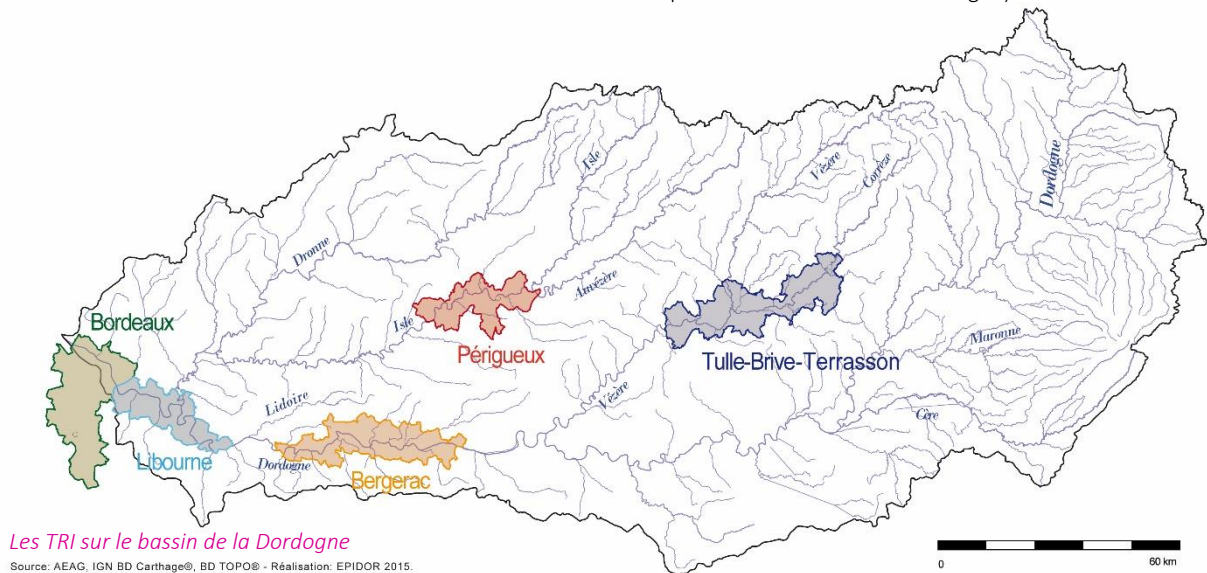 Isle
Vézère
Corrèze
Dordogne
Dronne
Auvézère
Bordeaux
Isle
Périgueux
Maronne
Tulle-Brive-Terrasson
Vézère
Lidoire
Cère
Libourne
Dordogne
Bergerac
Les TRI sur le bassin de la Dordogne
Source: AEAG, IGN BD Carthage®, BD TOPO® - Réalisation: EPIDOR 2015.
0
60 km